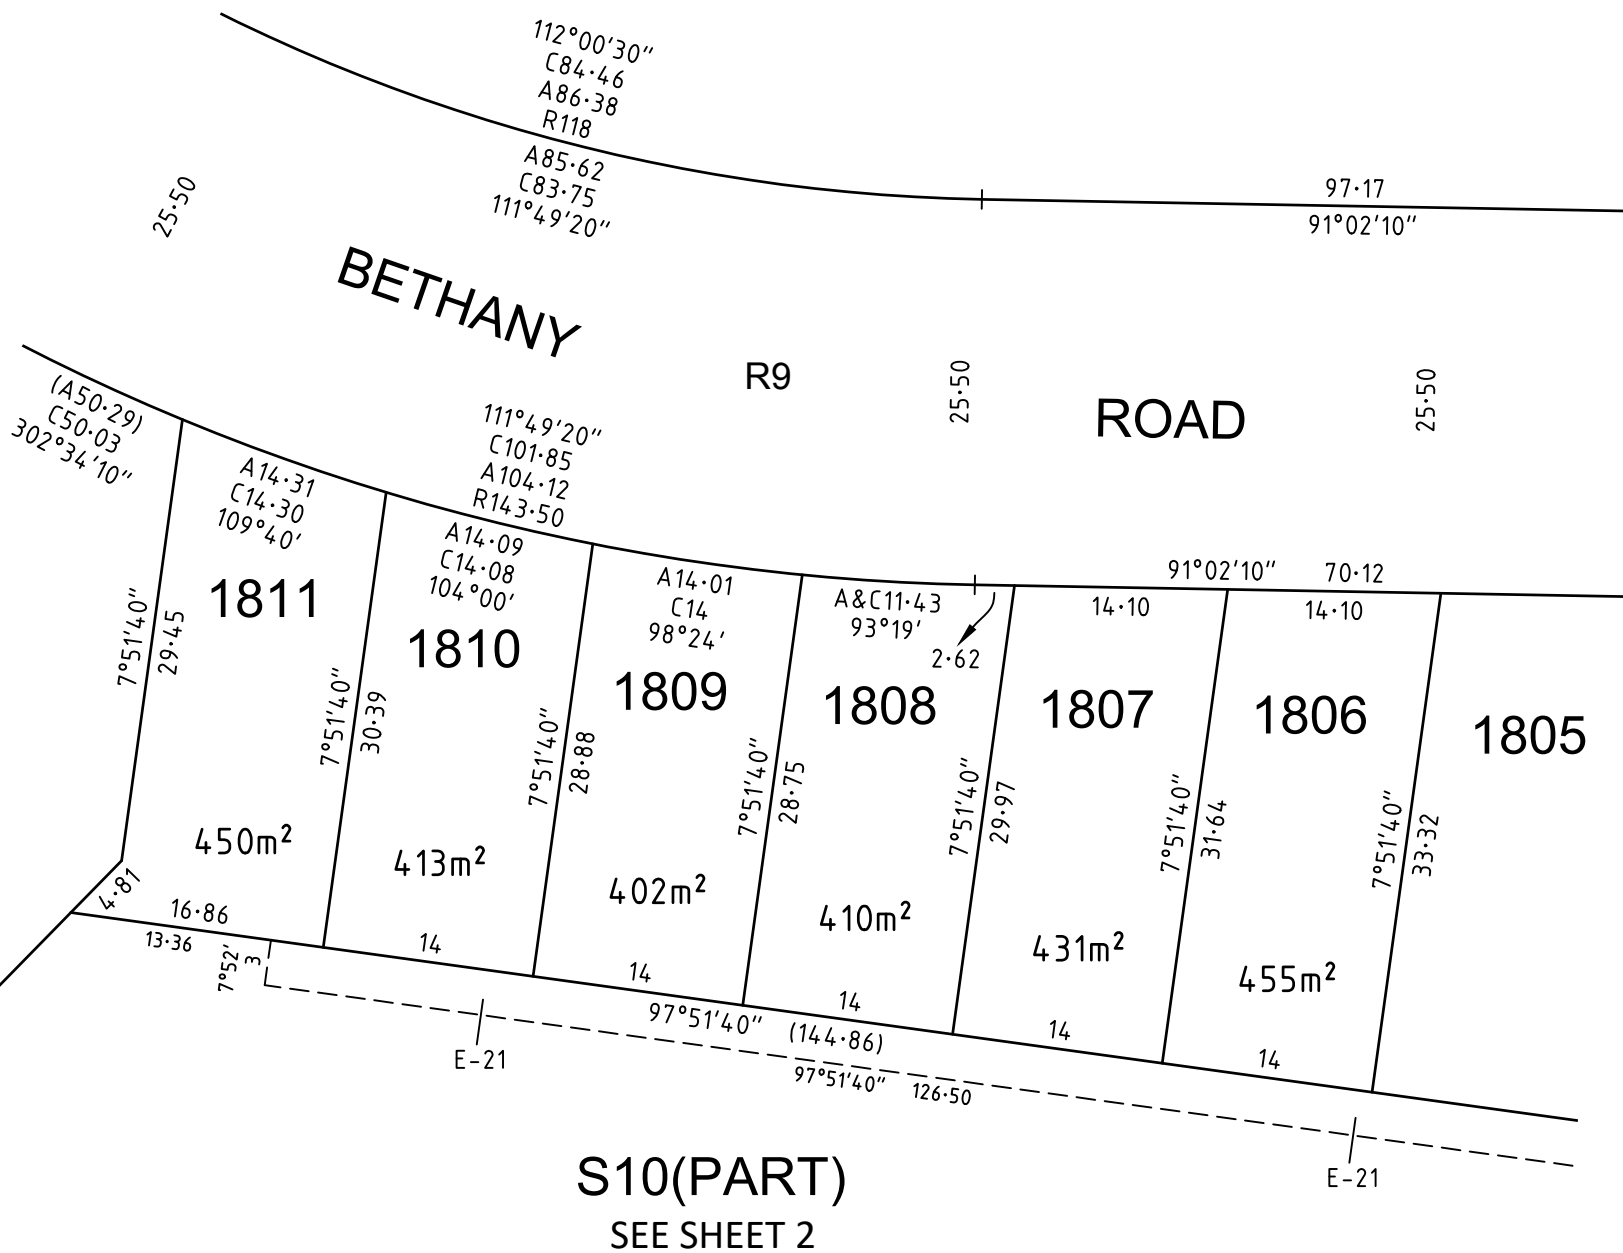 112°00'30"
C84·46
A86·38
R118
A85·62
C83·75
111°49'20"
97·17
91°02'10"
25·50
BETHANY
R9
25·50
ROAD
25·50
(A50·29)
C50·03
302°34'10"
111°49'20"
C101·85
A104·12
R143·50
A14·31
C14·30
109°40'
A14·09
C14·08
104°00'
A14·01
C14
98°24'
A&C11·43
93°19'
2·62
91°02'10" 70·12
14·10
14·10
1811
1810
1809
1808
1807
1806
1805
7°51'40"
29·45
7°51'40"
30·39
7°51'40"
28·88
7°51'40"
28·75
7°51'40"
29·97
7°51'40"
31·64
7°51'40"
33·32
450m²
413m²
402m²
410m²
431m²
455m²
4·81
16·86
13·36
7°52'
3
14
14
14
14
14
97°51'40" (144·86)
97°51'40" 126·50
E-21
E-21
S10(PART)
SEE SHEET 2